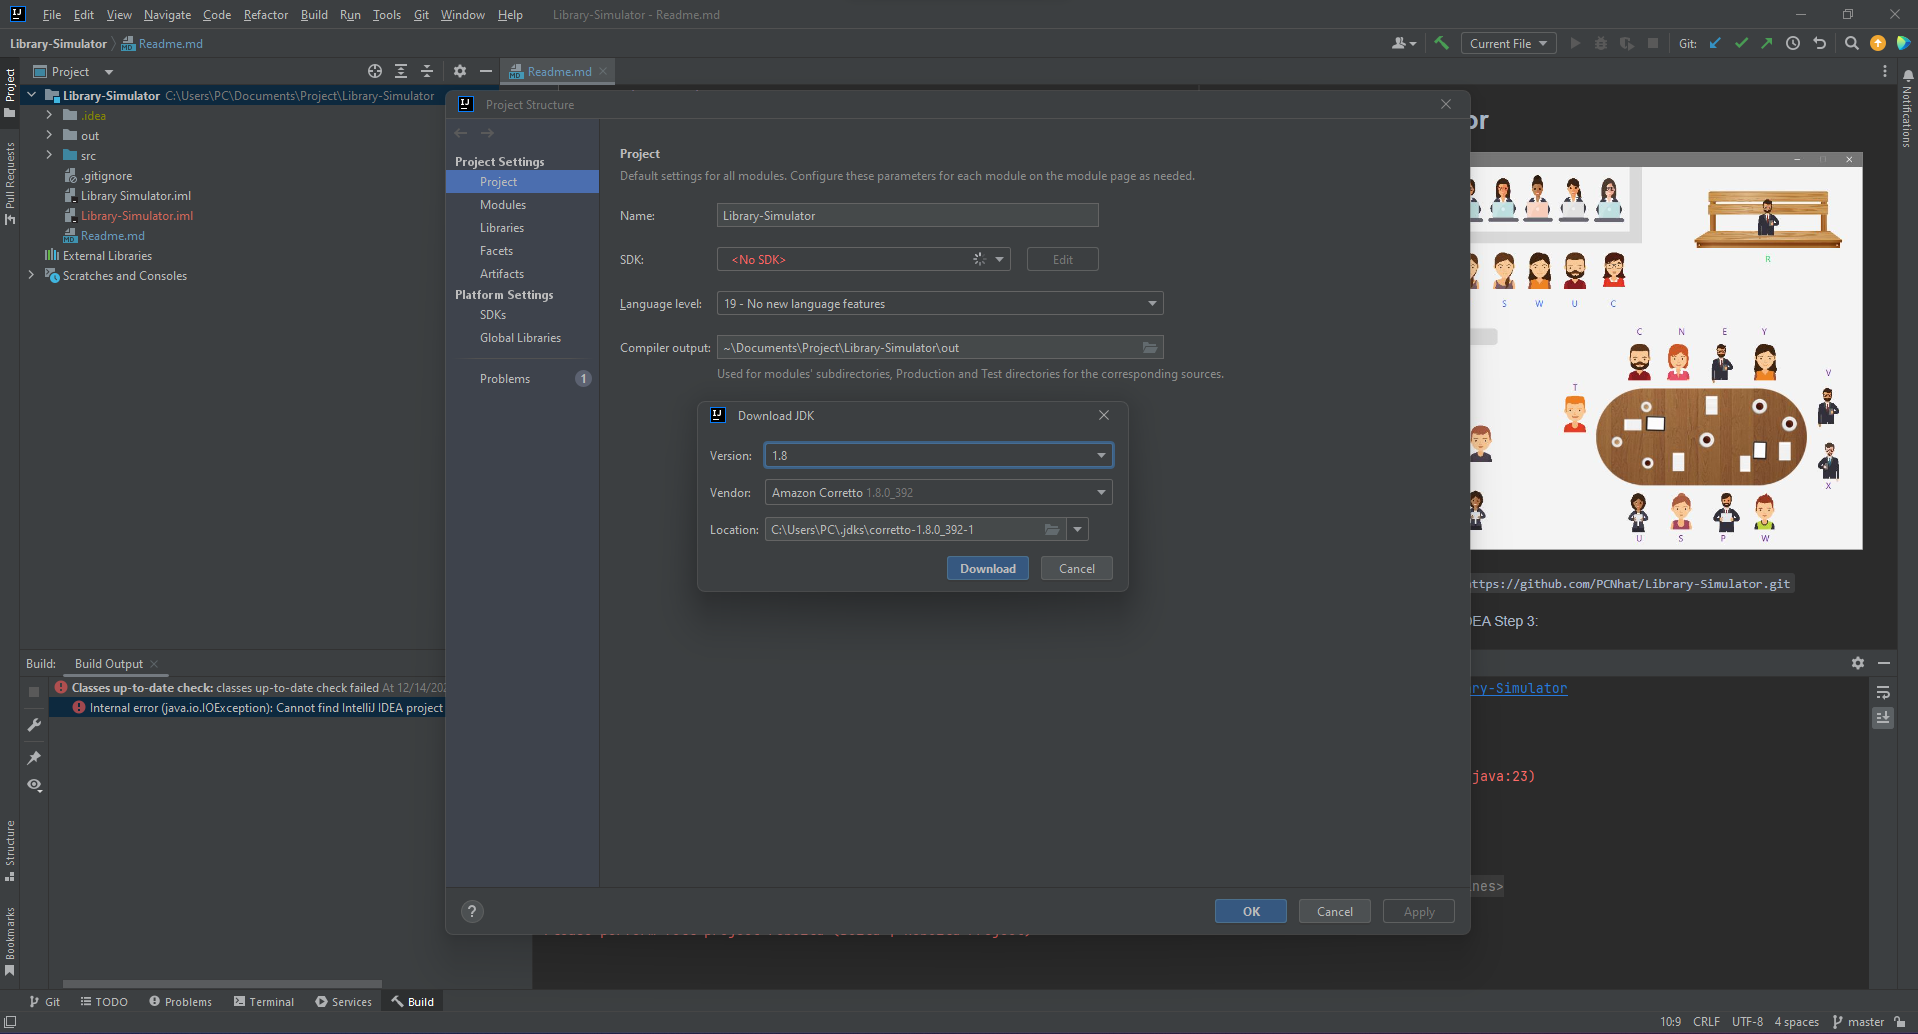 File Edit View Navigate Code Refactor Build Run Tools Git Window Help Library-Simulator - Readme.md
Library-Simulator Readme.md Current File Git:
Project Readme.md
Project
Pull Requests
Structure
Bookmarks
Notifications
Library-Simulator C:\Users\PC\Documents\Project\Library-Simulator
.idea
out
src
.gitignore
Library Simulator.iml
Library-Simulator.iml
Readme.md
External Libraries
Scratches and Consoles
Project Structure
Project Settings
Project
Modules
Libraries
Facets
Artifacts
Platform Settings
SDKs
Global Libraries
Problems 1
Project
Default settings for all modules. Configure these parameters for each module on the module page as needed.
Name: Library-Simulator
SDK: <No SDK> Edit
Language level: 19 - No new language features
Compiler output: ~\Documents\Project\Library-Simulator\out
Used for modules' subdirectories, Production and Test directories for the corresponding sources.
Download JDK
Version: 1.8
Vendor: Amazon Corretto 1.8.0_392
Location: C:\Users\PC\.jdks\corretto-1.8.0_392-1
Download Cancel
? OK Cancel Apply
or
R
S W U C
C N E Y
T V
X
U S P W
ttps://github.com/PCNhat/Library-Simulator.git
DEA Step 3:
Build: Build Output
Classes up-to-date check: classes up-to-date check failed At 12/14/202
Internal error (java.io.IOException): Cannot find IntelliJ IDEA project
ry-Simulator
java:23)
nes>
Git TODO Problems Terminal Services Build
10:9 CRLF UTF-8 4 spaces master